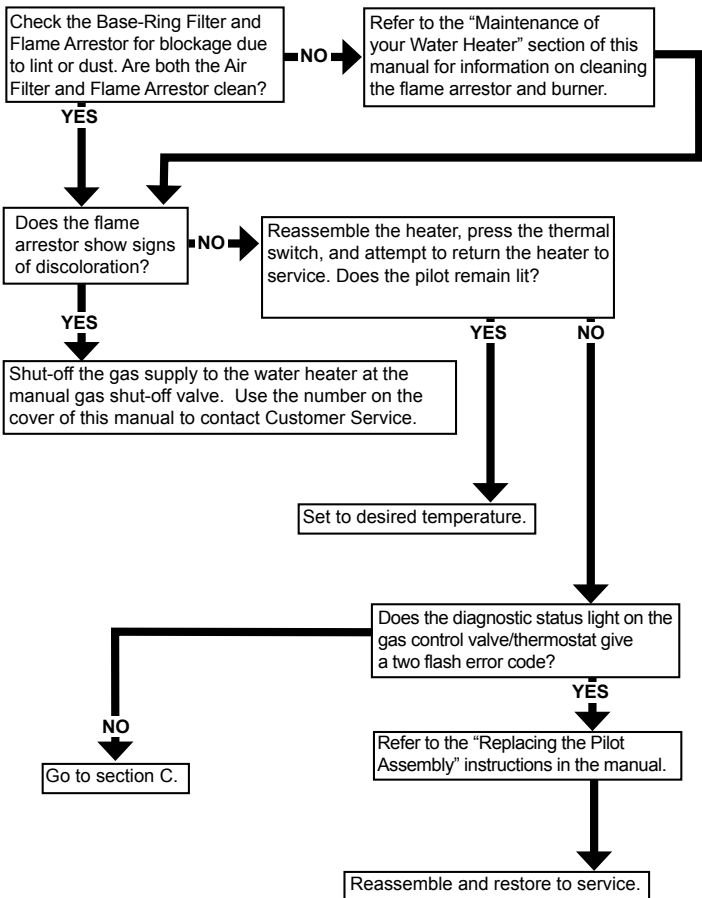 Check the Base-Ring Filter and
Flame Arrestor for blockage due
to lint or dust. Are both the Air
Filter and Flame Arrestor clean?
NO
Refer to the “Maintenance of
your Water Heater” section of this
manual for information on cleaning
the flame arrestor and burner.
YES
Does the flame
arrestor show signs
of discoloration?
NO
Reassemble the heater, press the thermal
switch, and attempt to return the heater to
service. Does the pilot remain lit?
YES
YES
NO
Shut-off the gas supply to the water heater at the
manual gas shut-off valve.  Use the number on the
cover of this manual to contact Customer Service.
Set to desired temperature.
Does the diagnostic status light on the
gas control valve/thermostat give
a two flash error code?
YES
NO
Refer to the “Replacing the Pilot
Assembly” instructions in the manual.
Go to section C.
Reassemble and restore to service.